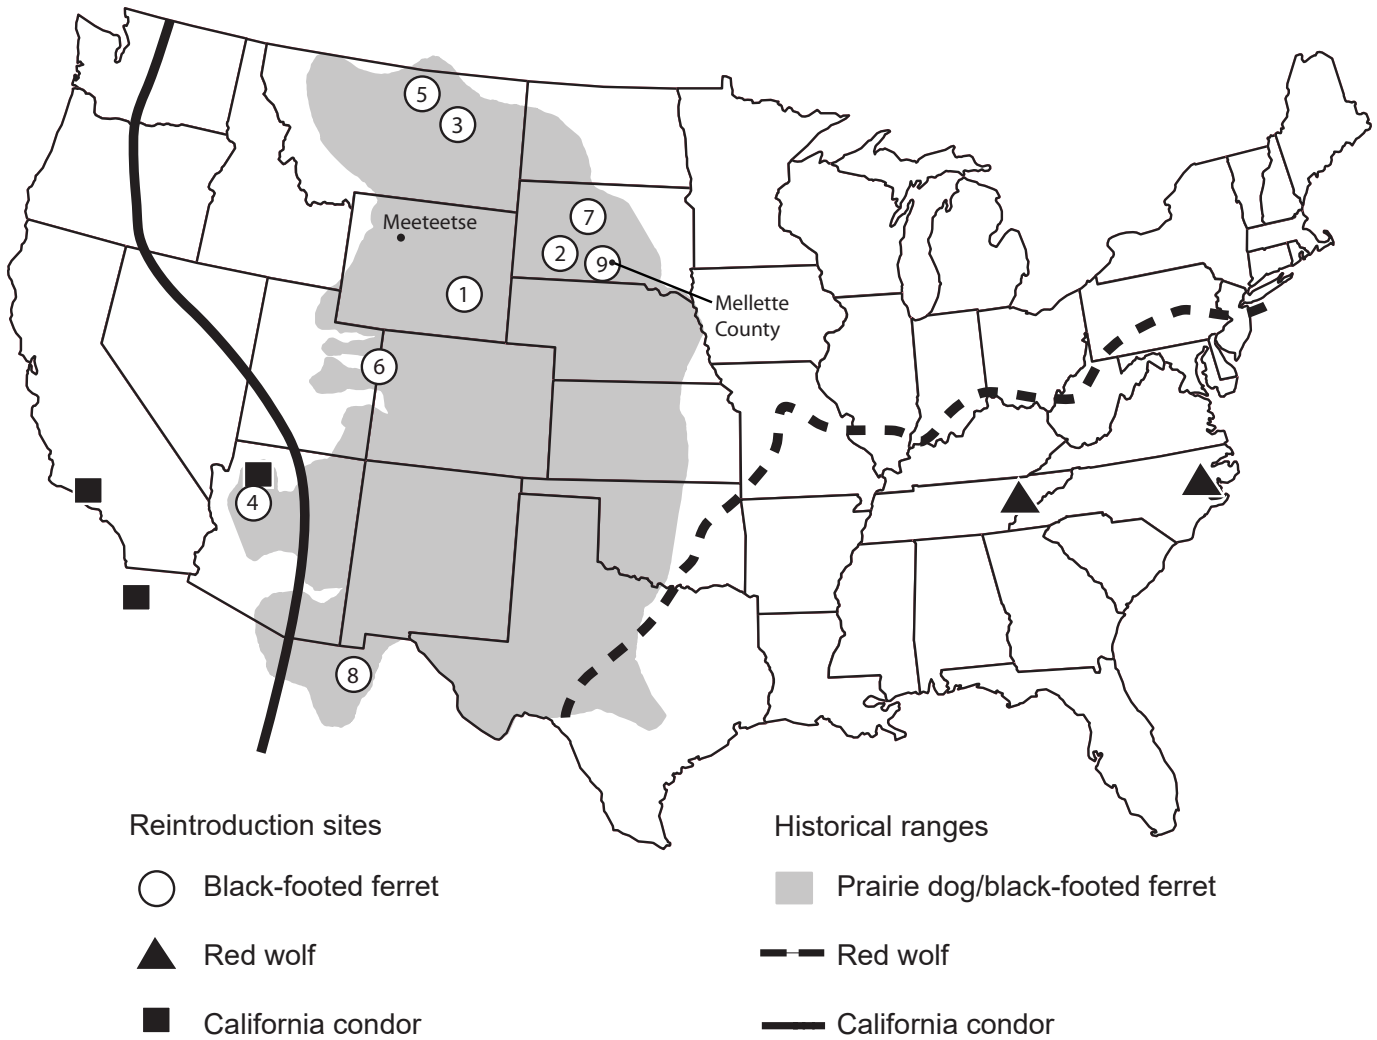 5
3
Meeteetse
7
2
9
1
Mellette
County
6
4
8
Reintroduction sites
Black-footed ferret
Red wolf
California condor
Historical ranges
Prairie dog/black-footed ferret
Red wolf
California condor